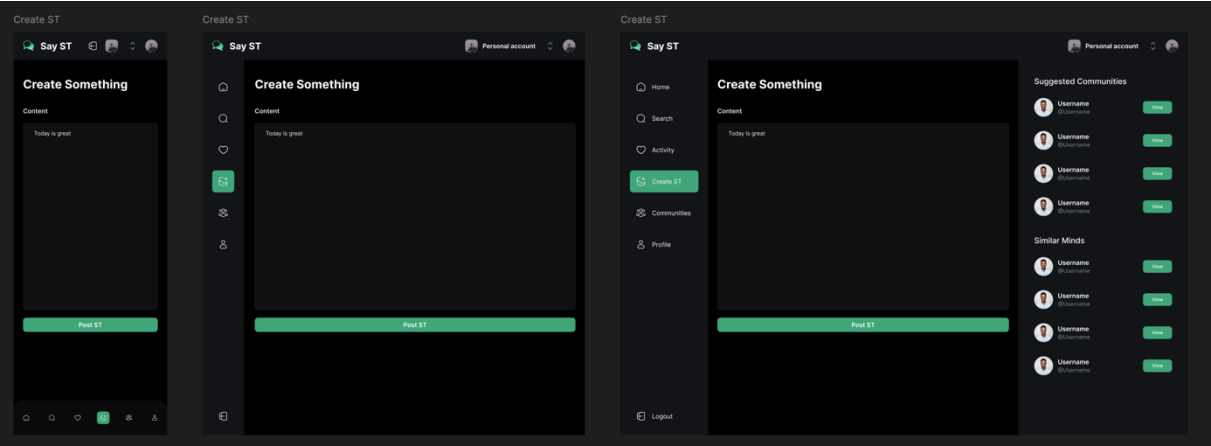 Create ST
Say ST
Create Something
Content
Today is great
Post ST
Create ST
Say ST
Personal account
Create Something
Content
Today is great
Post ST
Create ST
Say ST
Personal account
Home
Search
Activity
Create ST
Communities
Profile
Logout
Create Something
Content
Today is great
Post ST
Suggested Communities
Username
@Username
View
Username
@Username
View
Username
@Username
View
Username
@Username
View
Similar Minds
Username
@Username
View
Username
@Username
View
Username
@Username
View
Username
@Username
View